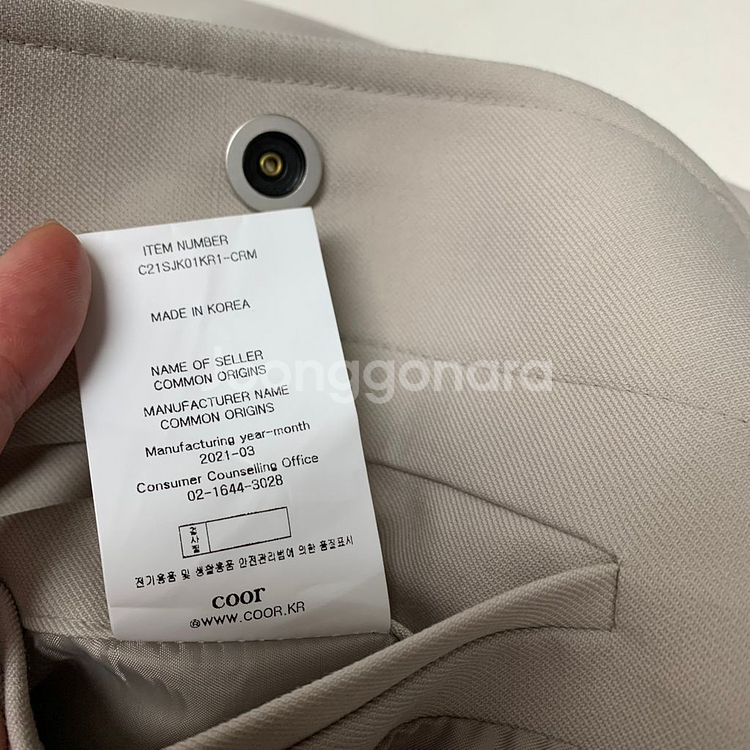 ITEM NUMBER
C21SJK01KR1-CRM
MADE IN KOREA
NAME OF SELLER
COMMON ORIGINS
MANUFACTURER NAME
COMMON ORIGINS
Manufacturing year-month
2021-03
Consumer Counselling Office
02-1644-3028
검사필
전기용품 및 생활용품 안전관리법에 의한 품질표시
coor
@WWW.COOR.KR
joonggonara